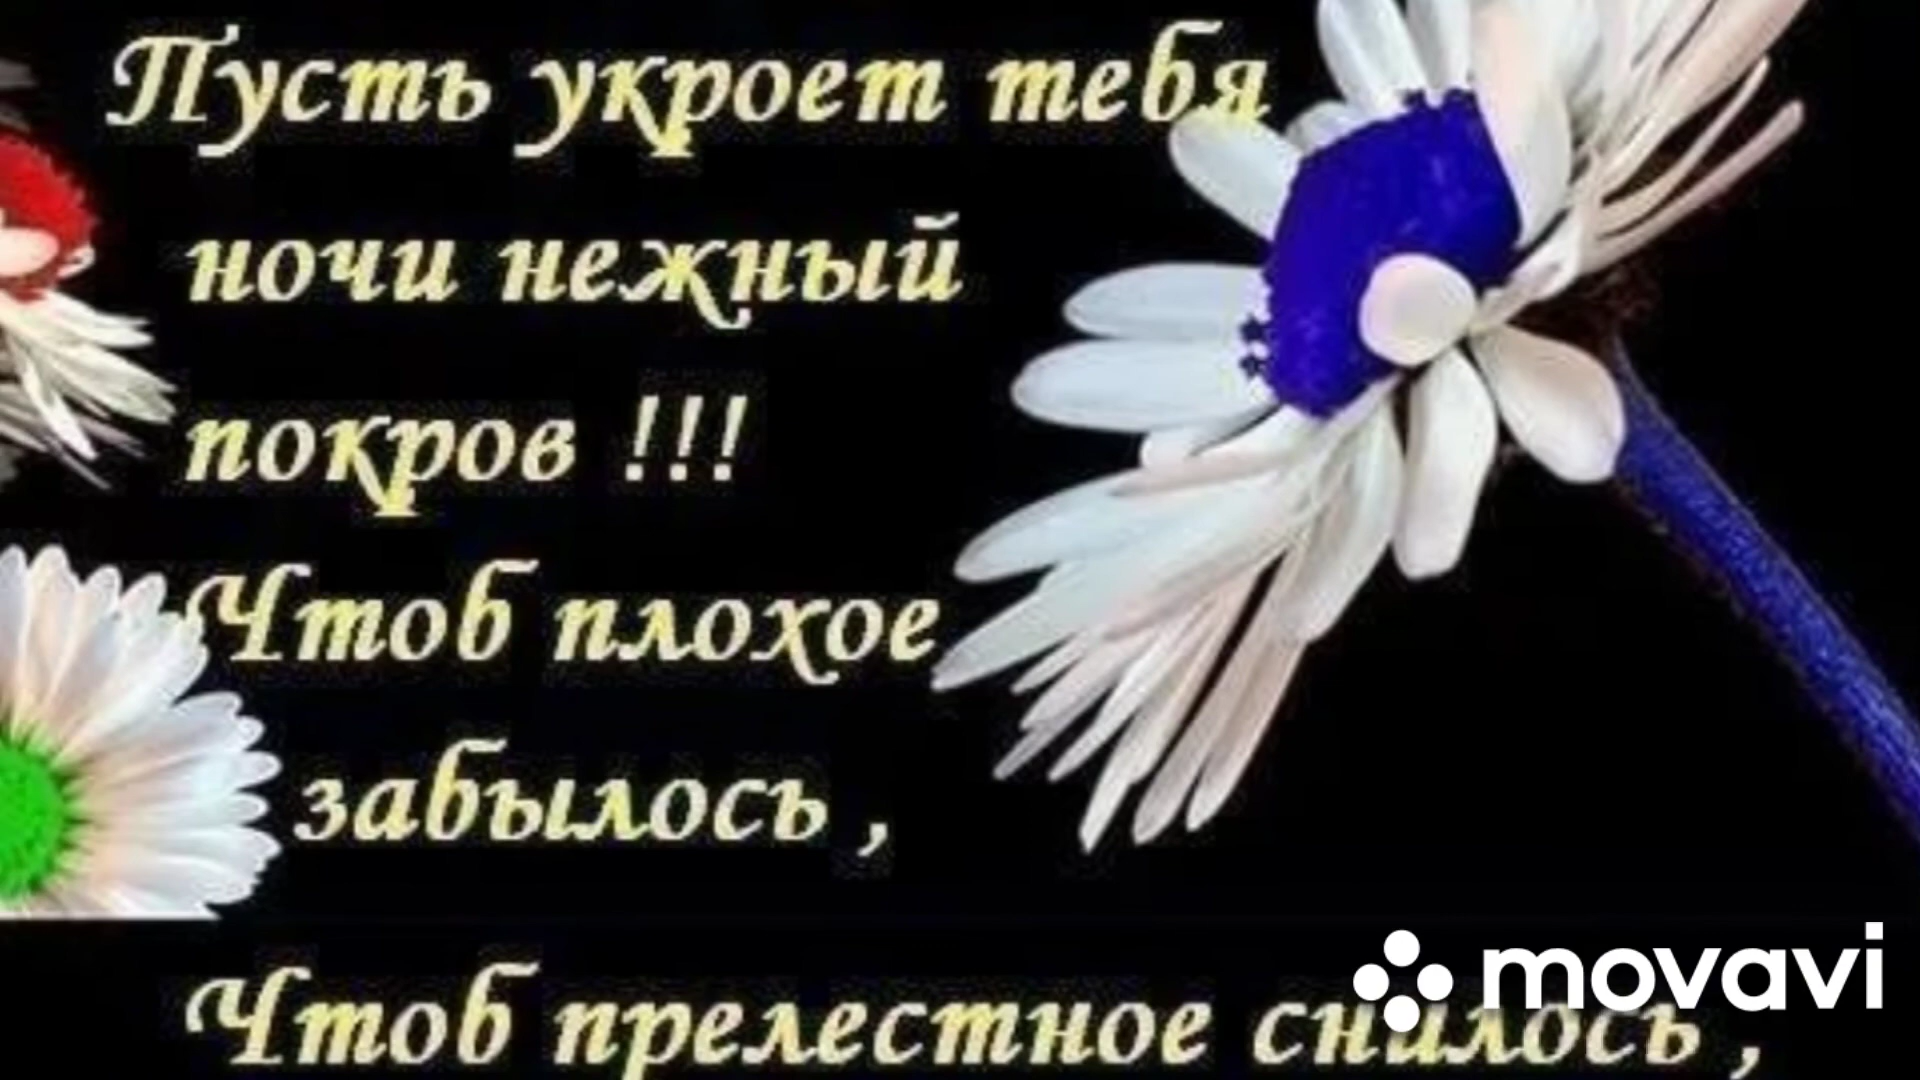 Пусть укроет тебя
ночи нежный
покров !!!
Чтоб плохое
забылось ,
Чтоб прелестное снилось ,
movavi